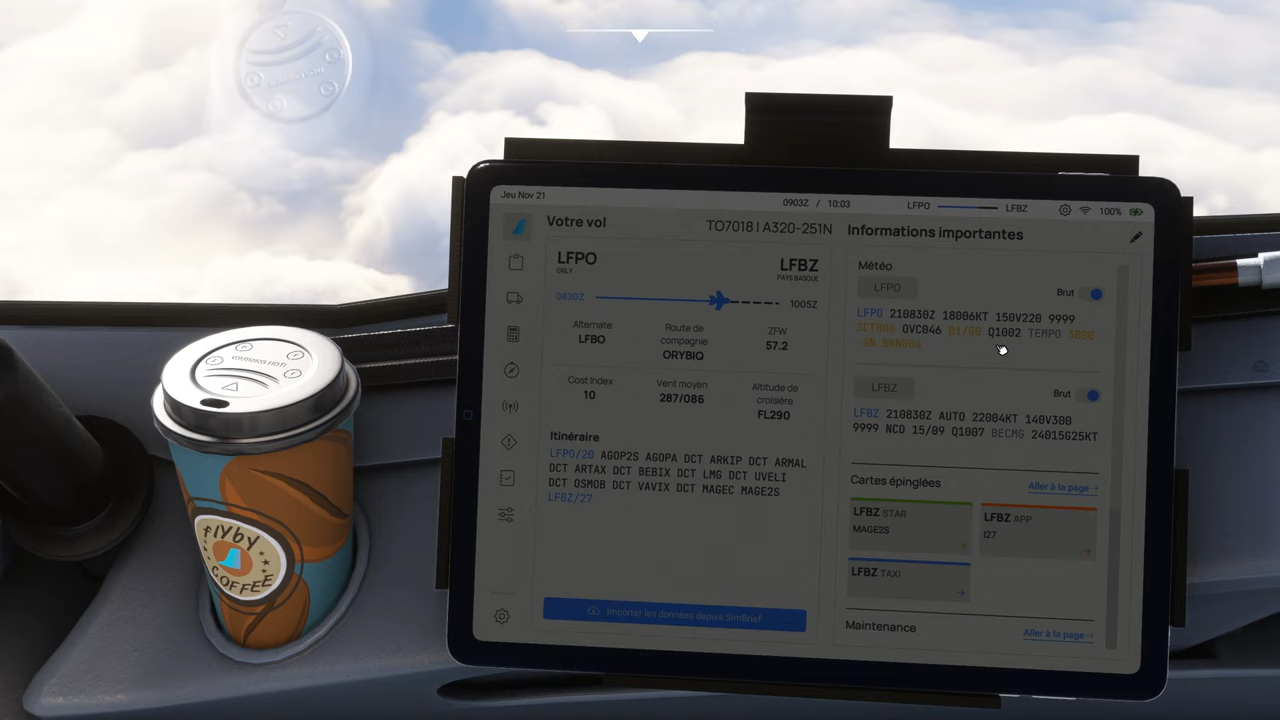 Jeu Nov 21
0903Z / 10:03
LFPO
LFBZ
100%
Votre vol
TO7018 | A320-251N
LFPO
ORLY
LFBZ
PAYS BASQUE
0830Z
1005Z
Alternate
LFBO
Route de
compagnie
ORYBIQ
ZFW
57.2
Cost Index
10
Vent moyen
287/086
Altitude de
croisière
FL290
Itinéraire
LFPO/20 AGOP2S AGOPA DCT ARKIP DCT ARMAL
DCT ARTAX DCT BEBIX DCT LMG DCT UVELI
DCT OSMOB DCT VAVIX DCT MAGEC MAGE2S
LFBZ/27
Importer les données depuis SimBrief
Informations importantes
Météo
LFPO
Brut
LFPO 210830Z 18006KT 150V220 9999
SCT006 OVC046 01/00 Q1002 TEMPO 3000
-SN BKN004
LFBZ
Brut
LFBZ 210830Z AUTO 22004KT 140V300
9999 NCD 15/09 Q1007 BECMG 24015G25KT
Cartes épinglées
Aller à la page
LFBZ STAR
MAGE2S
LFBZ APP
I27
LFBZ TAXI
Maintenance
Aller à la page
flyby
COFFEE